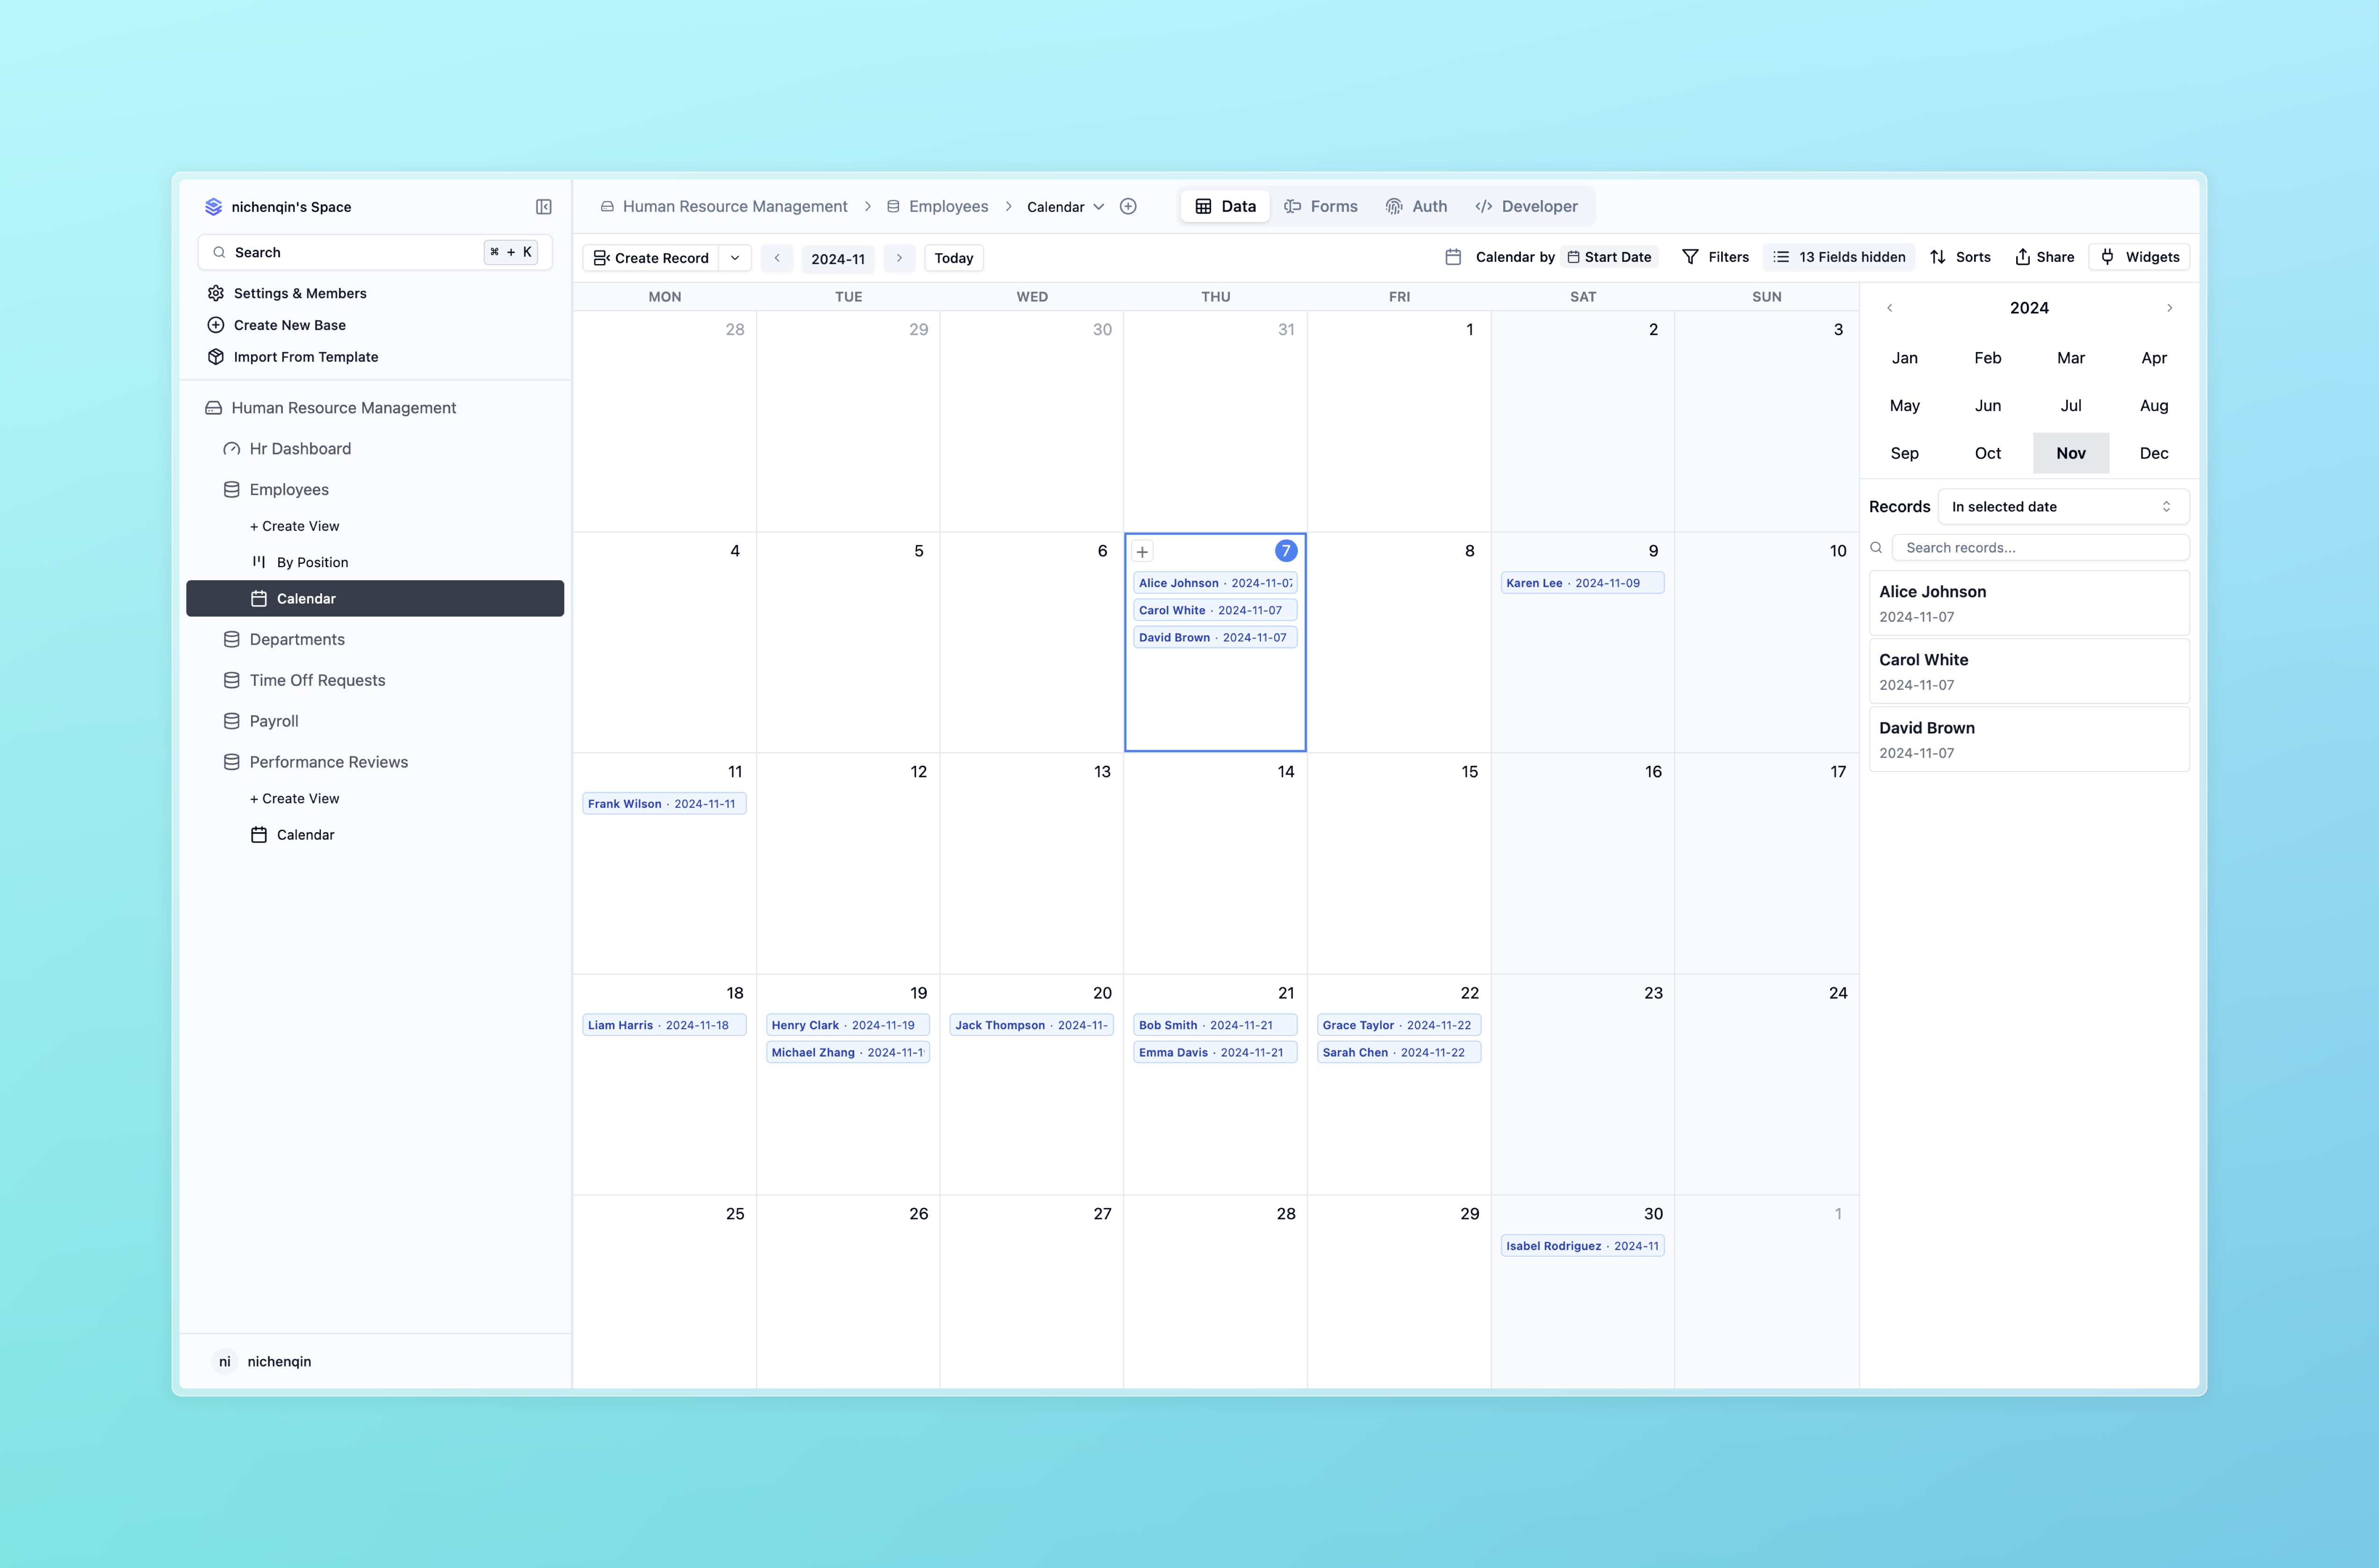 nichenqin's Space
Search ⌘ + K
Settings & Members
Create New Base
Import From Template
Human Resource Management
Hr Dashboard
Employees
+ Create View
By Position
Calendar
Departments
Time Off Requests
Payroll
Performance Reviews
+ Create View
Calendar
ni nichenqin
Human Resource Management > Employees > Calendar
Data Forms Auth Developer
Create Record 2024-11 Today
Calendar by Start Date Filters 13 Fields hidden Sorts Share Widgets
MON TUE WED THU FRI SAT SUN
28 29 30 31 1 2 3
4 5 6 + 7 8 9 10
Alice Johnson · 2024-11-07 Karen Lee · 2024-11-09
Carol White · 2024-11-07
David Brown · 2024-11-07
11 12 13 14 15 16 17
Frank Wilson · 2024-11-11
18 19 20 21 22 23 24
Liam Harris · 2024-11-18 Henry Clark · 2024-11-19 Jack Thompson · 2024-11- Bob Smith · 2024-11-21 Grace Taylor · 2024-11-22
Michael Zhang · 2024-11-1 Emma Davis · 2024-11-21 Sarah Chen · 2024-11-22
25 26 27 28 29 30 1
Isabel Rodriguez · 2024-11
2024
Jan Feb Mar Apr
May Jun Jul Aug
Sep Oct Nov Dec
Records In selected date
Search records...
Alice Johnson
2024-11-07
Carol White
2024-11-07
David Brown
2024-11-07